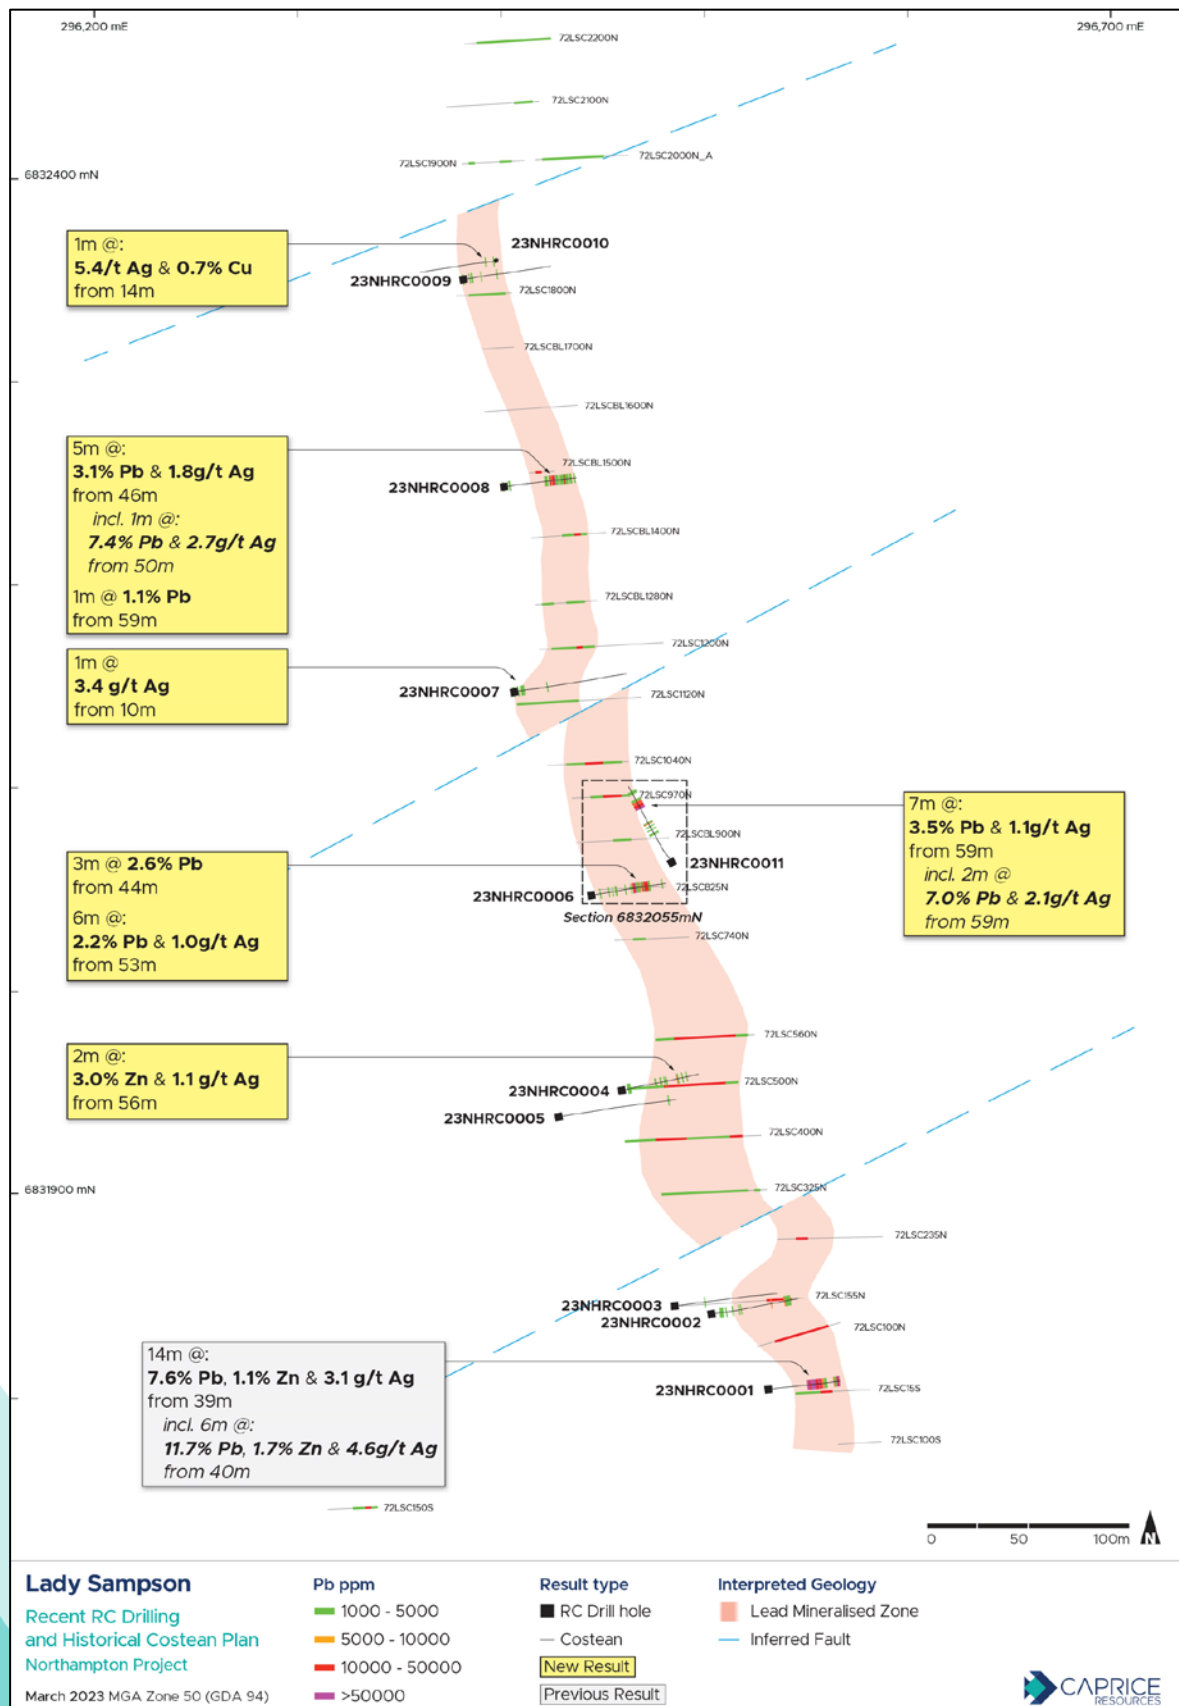 296,200 mE
296,700 mE
72LSC2200N
72LSC2100N
72LSC1900N
72LSC2000N_A
6832400 mN
1m @:
5.4/t Ag & 0.7% Cu
from 14m
23NHRC0010
23NHRC0009
72LSC1800N
72LSCBL1700N
72LSCBL1600N
5m @:
3.1% Pb & 1.8g/t Ag
from 46m
incl. 1m @:
7.4% Pb & 2.7g/t Ag
from 50m
1m @ 1.1% Pb
from 59m
72LSCBL1500N
23NHRC0008
72LSCBL1400N
72LSCBL1280N
72LSC1200N
1m @
3.4 g/t Ag
from 10m
23NHRC0007
72LSC1120N
72LSC1040N
72LSC970N
72LSCBL900N
23NHRC0011
7m @:
3.5% Pb & 1.1g/t Ag
from 59m
incl. 2m @
7.0% Pb & 2.1g/t Ag
from 59m
3m @ 2.6% Pb
from 44m
6m @:
2.2% Pb & 1.0g/t Ag
from 53m
23NHRC0006
72LSC825N
Section 6832055mN
72LSC740N
72LSC560N
2m @:
3.0% Zn & 1.1 g/t Ag
from 56m
23NHRC0004
72LSC500N
23NHRC0005
72LSC400N
6831900 mN
72LSC325N
72LSC235N
23NHRC0003
72LSC155N
23NHRC0002
72LSC100N
14m @:
7.6% Pb, 1.1% Zn & 3.1 g/t Ag
from 39m
incl. 6m @:
11.7% Pb, 1.7% Zn & 4.6g/t Ag
from 40m
23NHRC0001
72LSC15S
72LSC100S
72LSC150S
0 50 100m
N
Lady Sampson
Recent RC Drilling
and Historical Costean Plan
Northampton Project
March 2023 MGA Zone 50 (GDA 94)
Pb ppm
1000 - 5000
5000 - 10000
10000 - 50000
>50000
Result type
RC Drill hole
Costean
New Result
Previous Result
Interpreted Geology
Lead Mineralised Zone
Inferred Fault
CAPRICE
RESOURCES